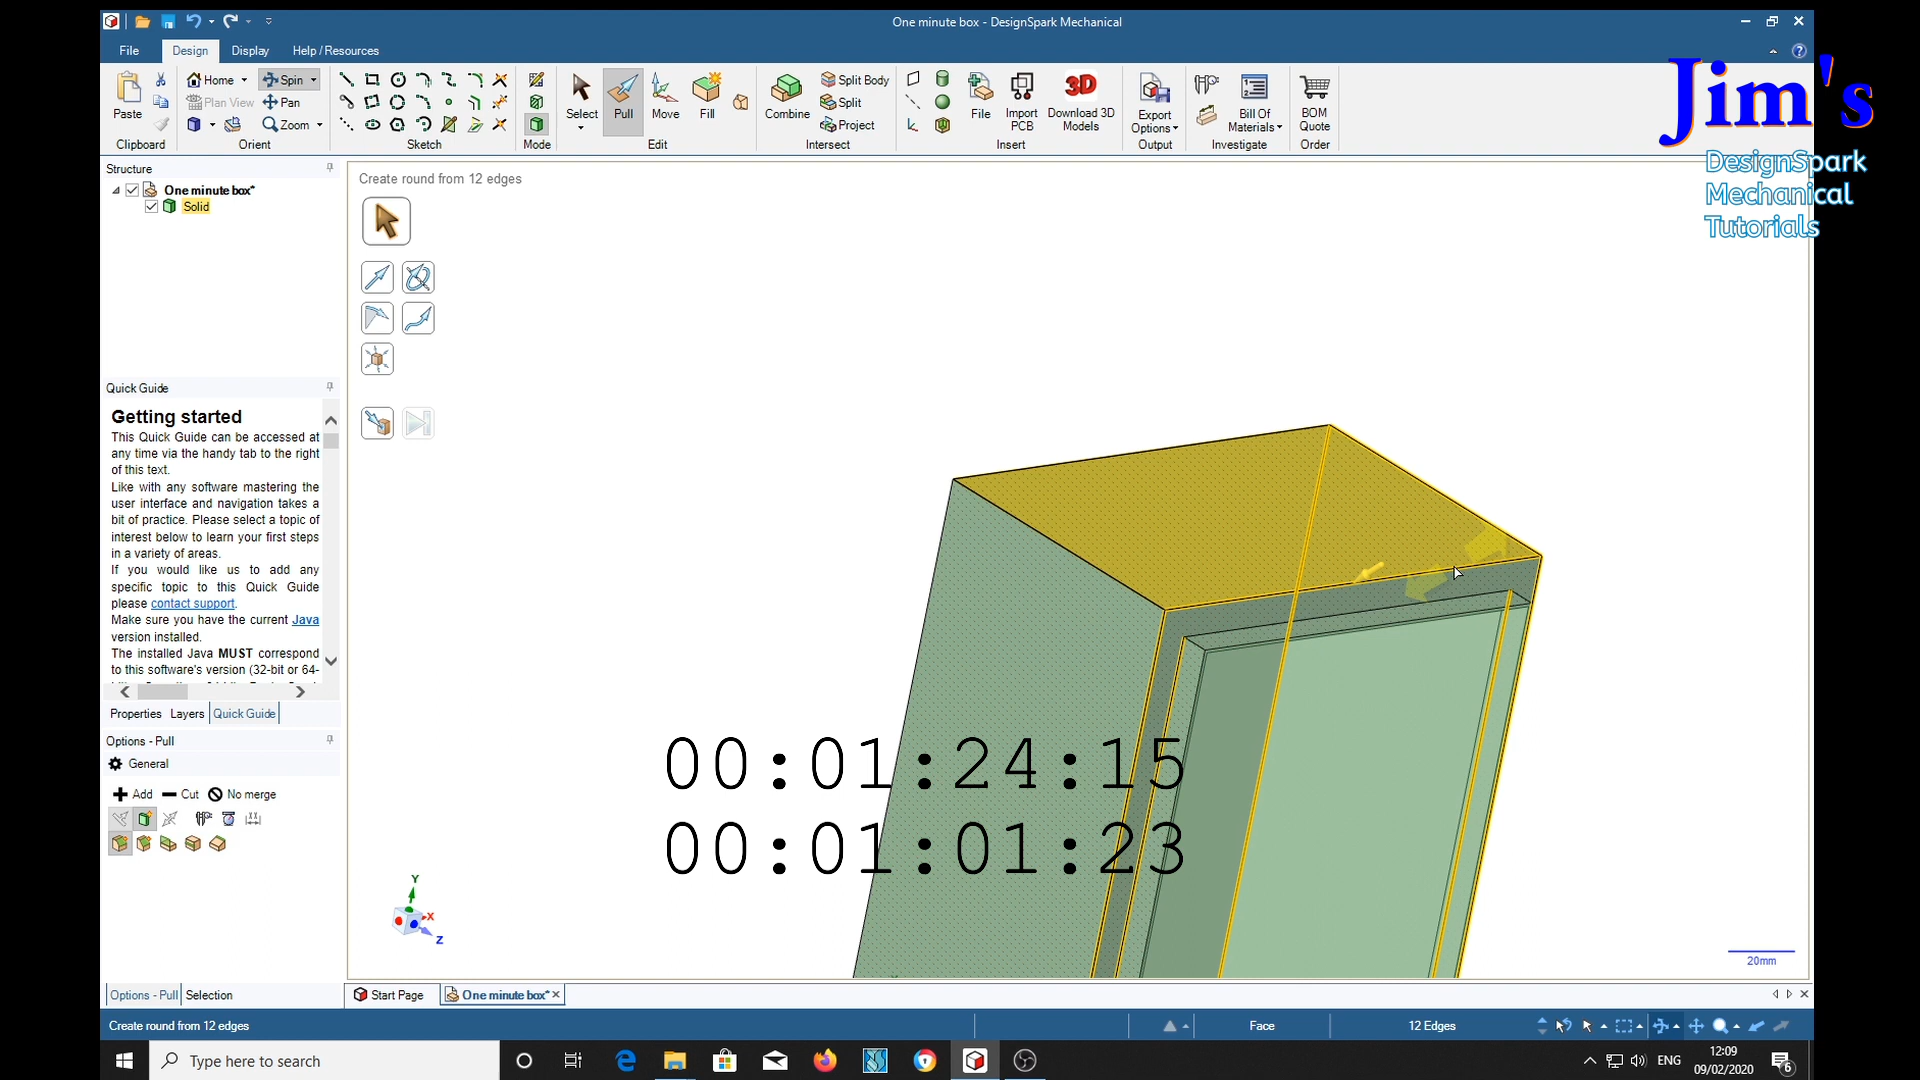 One minute box - DesignSpark Mechanical
File Design Display Help / Resources
Home Spin Split Body
Plan View Pan Split
Paste Zoom Select Pull Move Fill Combine Project File Import PCB Download 3D Models Export Options Bill Of Materials BOM Quote
3D
Clipboard Orient Sketch Mode Edit Intersect Insert Output Investigate Order
Jim's
DesignSpark
Mechanical
Tutorials
Structure
One minute box*
Solid
Create round from 12 edges
Quick Guide
Getting started
This Quick Guide can be accessed at
any time via the handy tab to the right
of this text.
Like with any software mastering the
user interface and navigation takes a
bit of practice. Please select a topic of
interest below to learn your first steps
in a variety of areas.
If you would like us to add any
specific topic to this Quick Guide
please contact support.
Make sure you have the current Java
version installed.
The installed Java MUST correspond
to this software's version (32-bit or 64-
Properties Layers Quick Guide
Options - Pull
General
Add Cut No merge
00:01:24:15
00:01:01:23
Y
X
Z
20mm
Options - Pull Selection Start Page One minute box*
Create round from 12 edges Face 12 Edges
Type here to search
ENG 12:09
09/02/2020
6